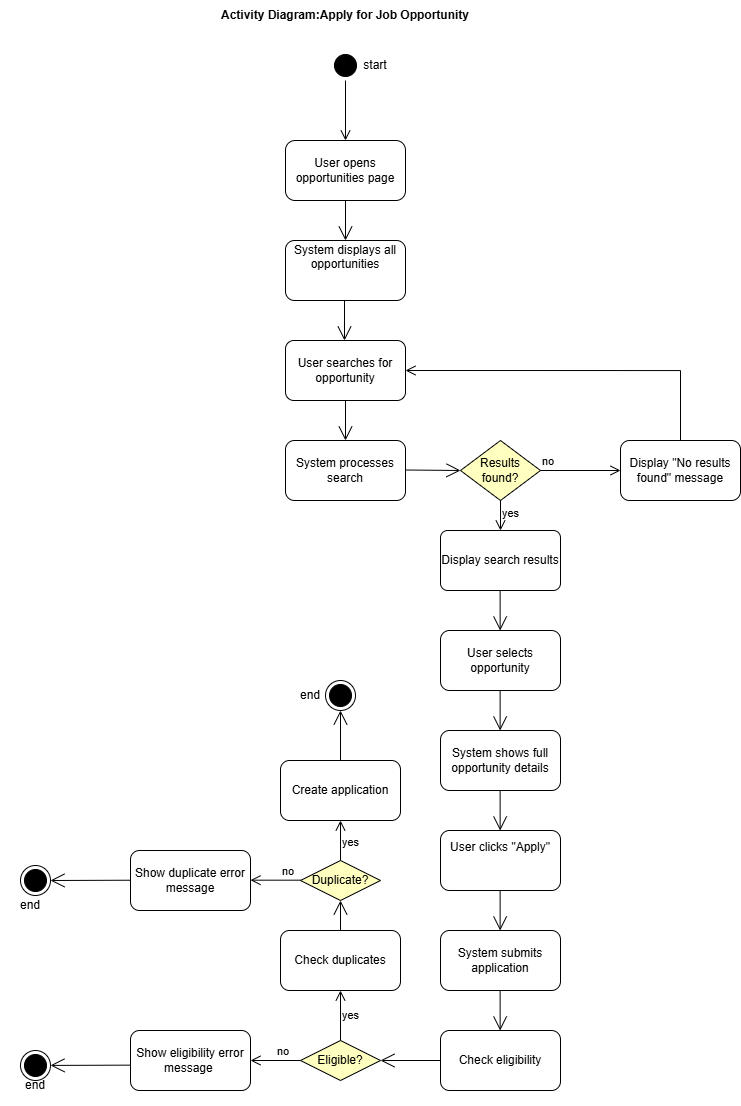 Activity Diagram:Apply for Job Opportunity
start
User opens
opportunities page
System displays all
opportunities
User searches for
opportunity
System processes
search
Results
found?
no
Display "No results
found" message
yes
Display search results
User selects
opportunity
System shows full
opportunity details
User clicks "Apply"
System submits
application
Check eligibility
Eligible?
no
Show eligibility error
message
end
yes
Check duplicates
Duplicate?
no
Show duplicate error
message
end
yes
Create application
end